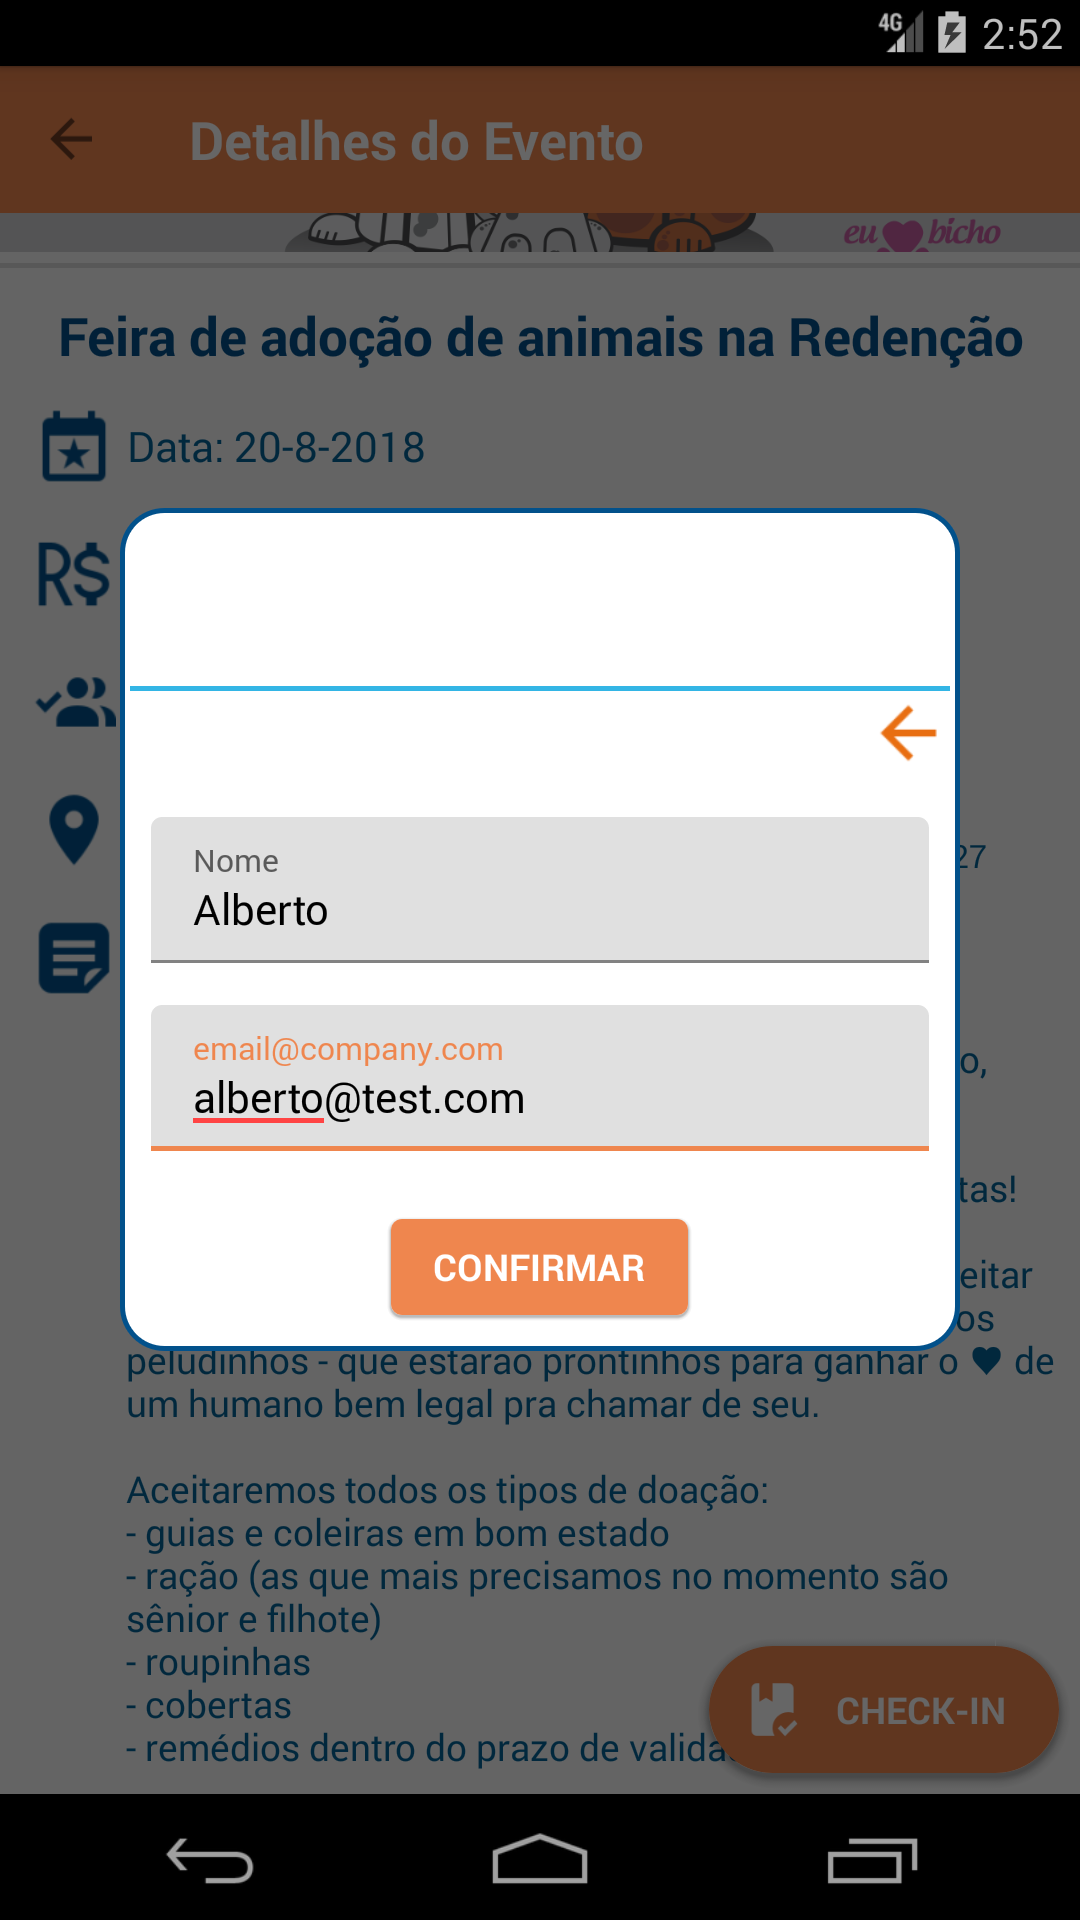 4G 2:52
Detalhes do Evento
eu bicho
Feira de adoção de animais na Redenção
Data: 20-8-2018
R$
27
Nome
Alberto
o,
email@company.com
alberto@test.com
tas!
CONFIRMAR
eitar
os
peludinhos - que estarão prontinhos para ganhar o ♥ de
um humano bem legal pra chamar de seu.
Aceitaremos todos os tipos de doação:
- guias e coleiras em bom estado
- ração (as que mais precisamos no momento são
sênior e filhote)
- roupinhas
- cobertas
- remédios dentro do prazo de valida
CHECK-IN